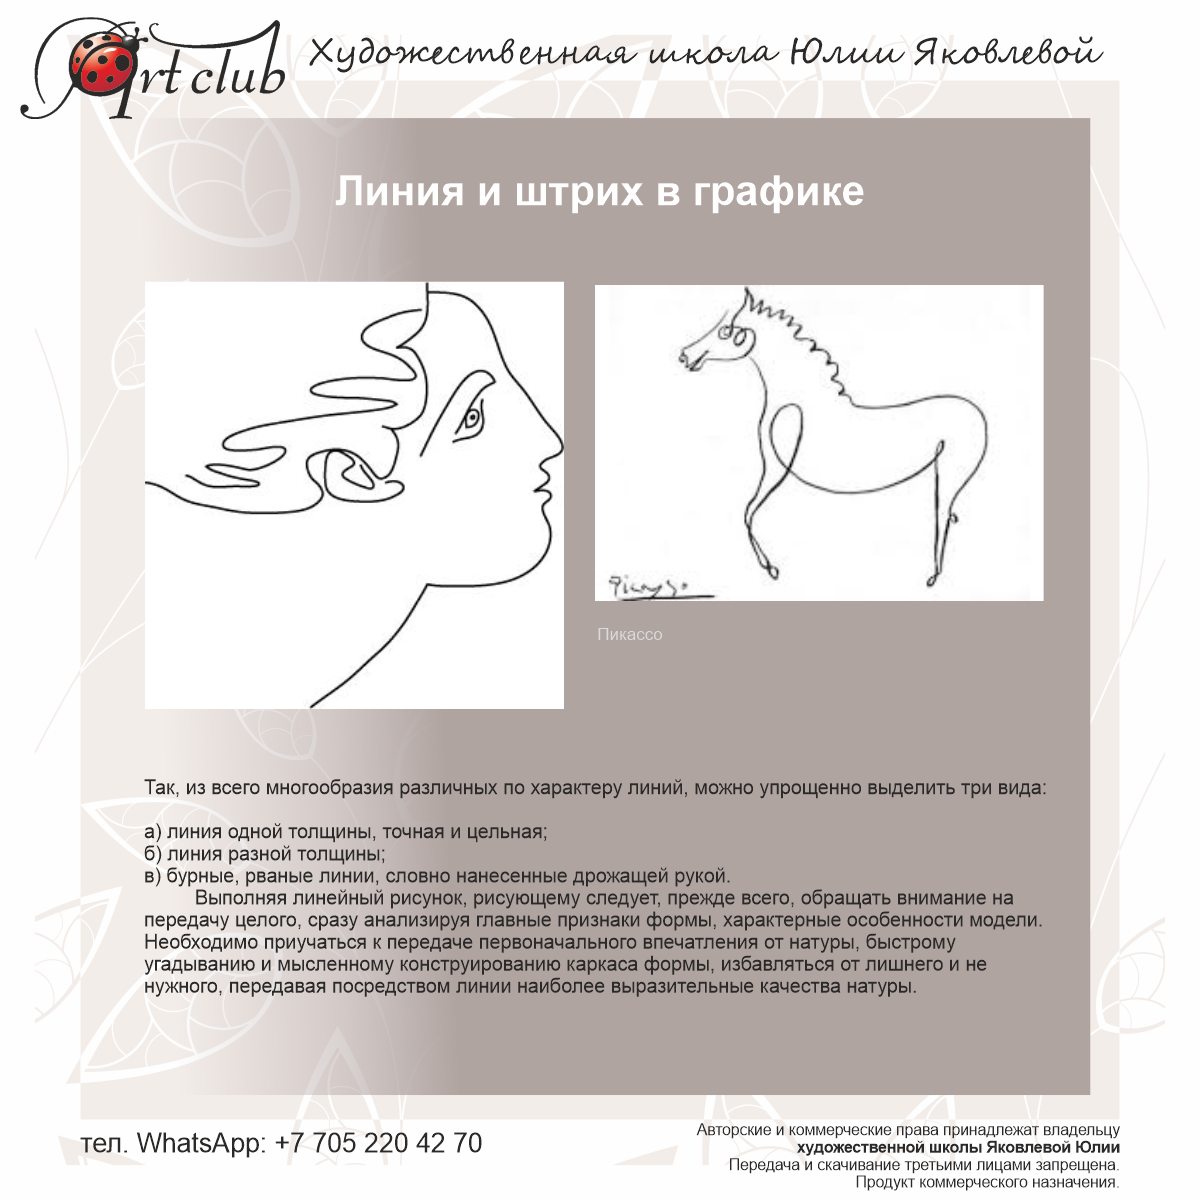 Art club
Художественная школа Юлии Яковлевой
Линия и штрих в графике
Picasso
Пикассо
Так, из всего многообразия различных по характеру линий, можно упрощенно выделить три вида:
а) линия одной толщины, точная и цельная;
б) линия разной толщины;
в) бурные, рваные линии, словно нанесенные дрожащей рукой.
Выполняя линейный рисунок, рисующему следует, прежде всего, обращать внимание на
передачу целого, сразу анализируя главные признаки формы, характерные особенности модели.
Необходимо приучаться к передаче первоначального впечатления от натуры, быстрому
угадыванию и мысленному конструированию каркаса формы, избавляться от лишнего и не
нужного, передавая посредством линии наиболее выразительные качества натуры.
тел. WhatsApp: +7 705 220 42 70
Авторские и коммерческие права принадлежат владельцу
художественной школы Яковлевой Юлии
Передача и скачивание третьими лицами запрещена.
Продукт коммерческого назначения.